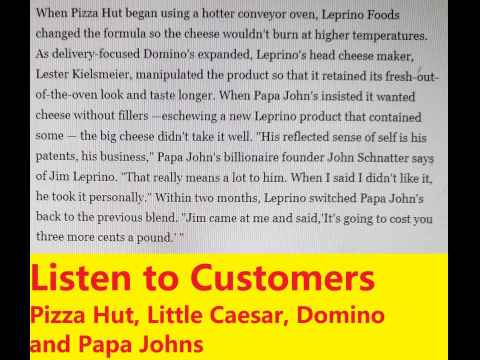 When Pizza Hut began using a hotter conveyor oven, Leprino Foods
changed the formula so the cheese wouldn't burn at higher temperatures.
As delivery-focused Domino's expanded, Leprino's head cheese maker,
Lester Kielsmeier, manipulated the product so that it retained its fresh-out-
of-the-oven look and taste longer. When Papa John's insisted it wanted
cheese without fillers —eschewing a new Leprino product that contained
some — the big cheese didn't take it well. "His reflected sense of self is his
patents, his business," Papa John's billionaire founder John Schnatter says
of Jim Leprino. "That really means a lot to him. When I said I didn't like it,
he took it personally." Within two months, Leprino switched Papa John's
back to the previous blend. "Jim came at me and said,'It's going to cost you
three more cents a pound.' "
Listen to Customers
Pizza Hut, Little Caesar, Domino
and Papa Johns